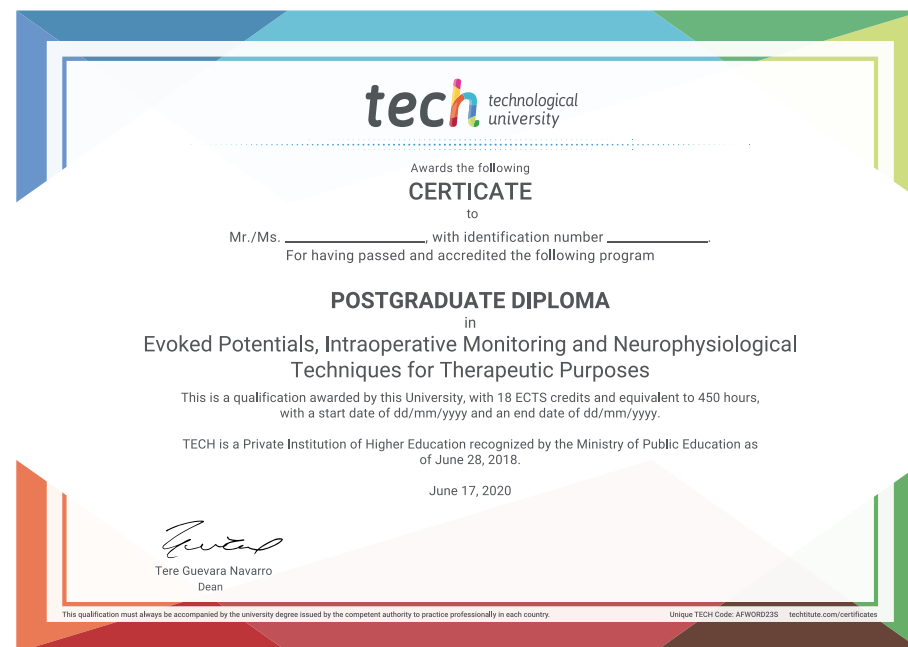 tech technological
university
Awards the following
CERTICATE
to
Mr./Ms. , with identification number .
For having passed and accredited the following program
POSTGRADUATE DIPLOMA
in
Evoked Potentials, Intraoperative Monitoring and Neurophysiological
Techniques for Therapeutic Purposes
This is a qualification awarded by this University, with 18 ECTS credits and equivalent to 450 hours,
with a start date of dd/mm/yyyy and an end date of dd/mm/yyyy.
TECH is a Private Institution of Higher Education recognized by the Ministry of Public Education as
of June 28, 2018.
June 17, 2020
Tere Guevara Navarro
Dean
This qualification must always be accompanied by the university degree issued by the competent authority to practice professionally in each country.
Unique TECH Code: AFWORD23S techtitute.com/certificates